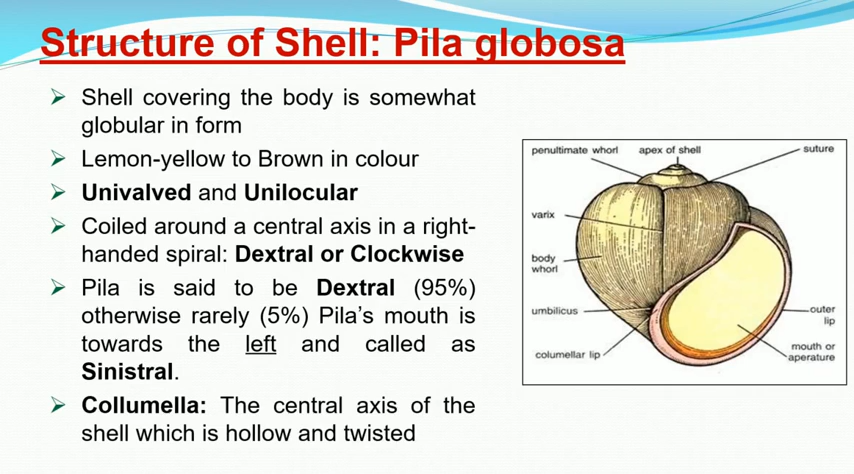 Structure of Shell: Pila globosa
➢ Shell covering the body is somewhat
globular in form
➢ Lemon-yellow to Brown in colour
➢ Univalved and Unilocular
➢ Coiled around a central axis in a right-
handed spiral: Dextral or Clockwise
➢ Pila is said to be Dextral (95%)
otherwise rarely (5%) Pila's mouth is
towards the left and called as
Sinistral.
➢ Collumella: The central axis of the
shell which is hollow and twisted
penultimate whorl
apex of shell
suture
varix
body
whorl
umbilicus
columellar lip
outer
lip
mouth or
aperature